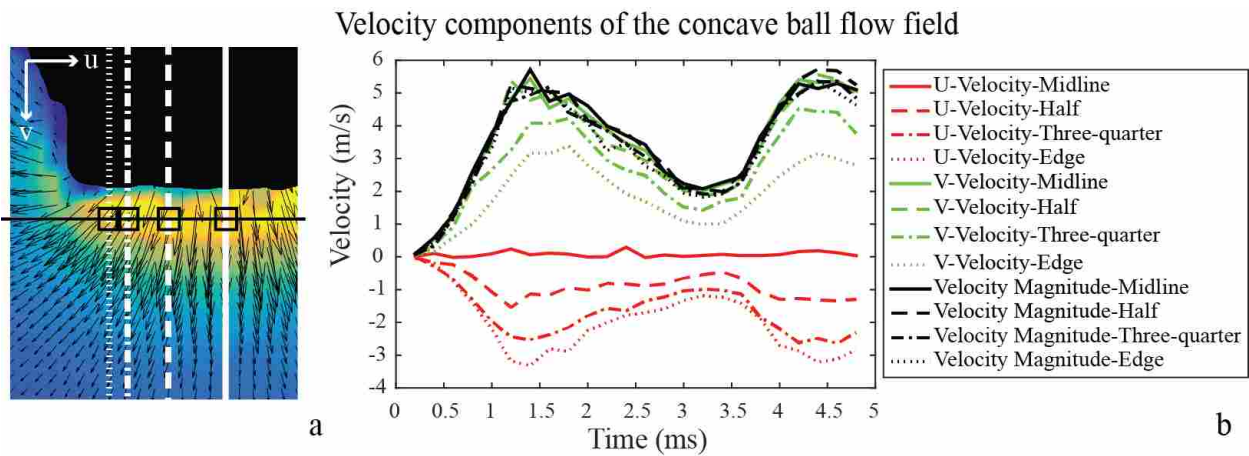 Velocity components of the concave ball flow field
u
v
a
Velocity (m/s)
6
5
4
3
2
1
0
-1
-2
-3
-4
0 0.5 1 1.5 2 2.5 3 3.5 4 4.5 5
Time (ms)
U-Velocity-Midline
U-Velocity-Half
U-Velocity-Three-quarter
U-Velocity-Edge
V-Velocity-Midline
V-Velocity-Half
V-Velocity-Three-quarter
V-Velocity-Edge
Velocity Magnitude-Midline
Velocity Magnitude-Half
Velocity Magnitude-Three-quarter
Velocity Magnitude-Edge
b